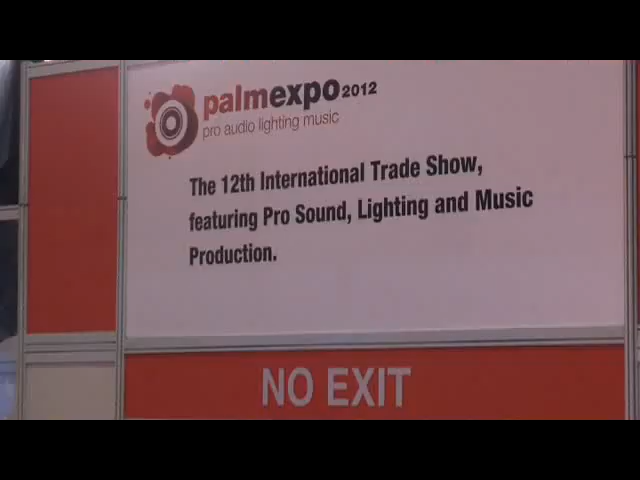 palmexpo2012
pro audio lighting music
The 12th International Trade Show,
featuring Pro Sound, Lighting and Music
Production.
NO EXIT